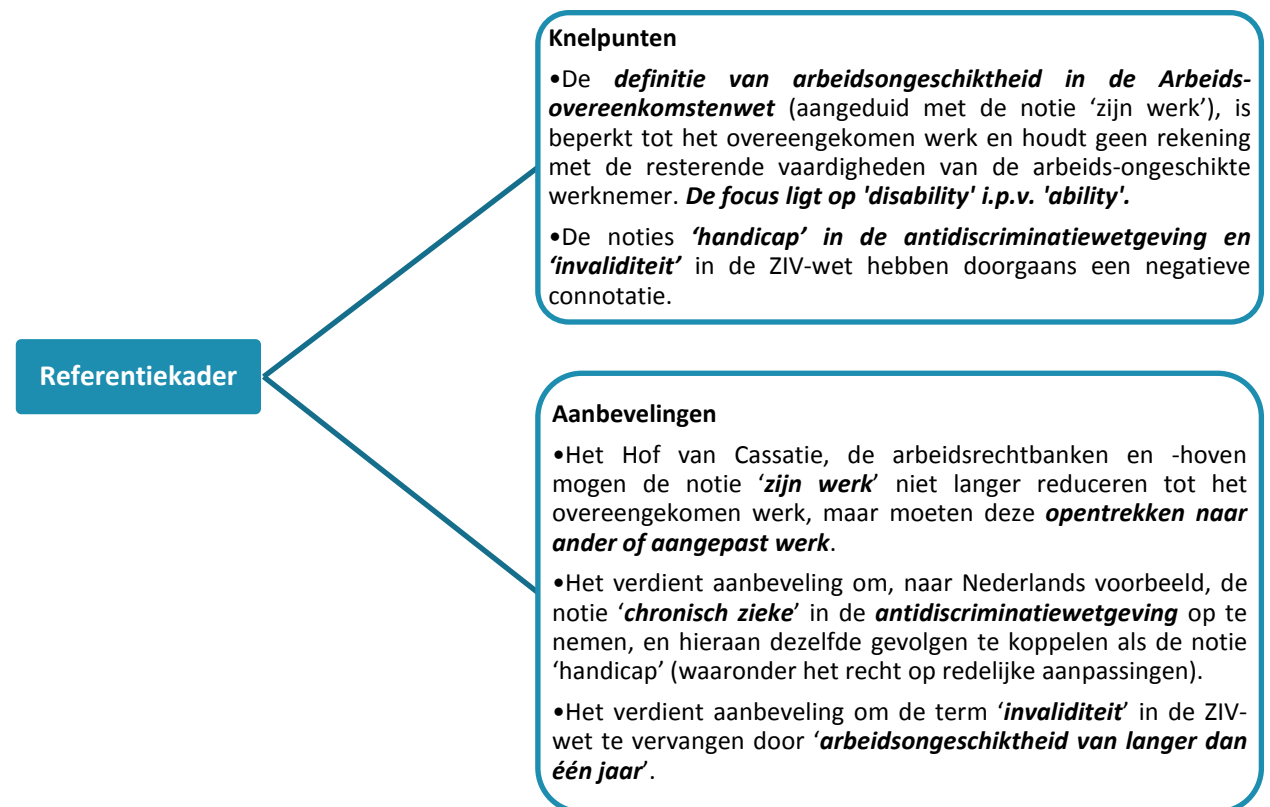 Knelpunten
•De definitie van arbeidsongeschiktheid in de Arbeids-
overeenkomstenwet (aangeduid met de notie ‘zijn werk’), is
beperkt tot het overeengekomen werk en houdt geen rekening
met de resterende vaardigheden van de arbeids-ongeschikte
werknemer. De focus ligt op 'disability' i.p.v. 'ability'.
•De noties ‘handicap’ in de antidiscriminatiewetgeving en
‘invaliditeit’ in de ZIV-wet hebben doorgaans een negatieve
connotatie.
Referentiekader
Aanbevelingen
•Het Hof van Cassatie, de arbeidsrechtbanken en -hoven
mogen de notie ‘zijn werk’ niet langer reduceren tot het
overeengekomen werk, maar moeten deze opentrekken naar
ander of aangepast werk.
•Het verdient aanbeveling om, naar Nederlands voorbeeld, de
notie ‘chronisch zieke’ in de antidiscriminatiewetgeving op te
nemen, en hieraan dezelfde gevolgen te koppelen als de notie
‘handicap’ (waaronder het recht op redelijke aanpassingen).
•Het verdient aanbeveling om de term ‘invaliditeit’ in de ZIV-
wet te vervangen door ‘arbeidsongeschiktheid van langer dan
één jaar’.